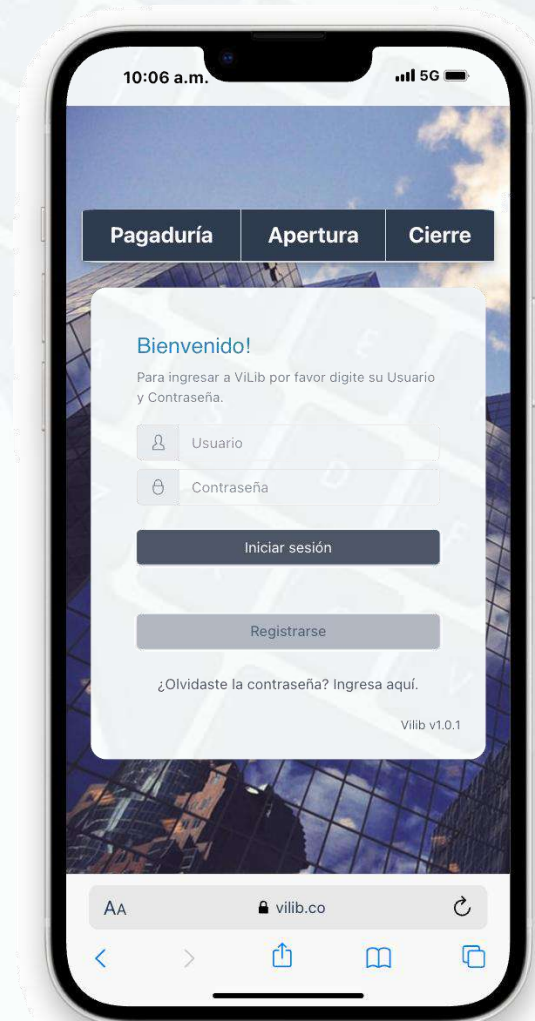 10:06 a.m.
5G
Pagaduría Apertura Cierre
Bienvenido!
Para ingresar a ViLib por favor digite su Usuario
y Contraseña.
Usuario
Contraseña
Iniciar sesión
Registrarse
¿Olvidaste la contraseña? Ingresa aquí.
Vilib v1.0.1
AA
vilib.co